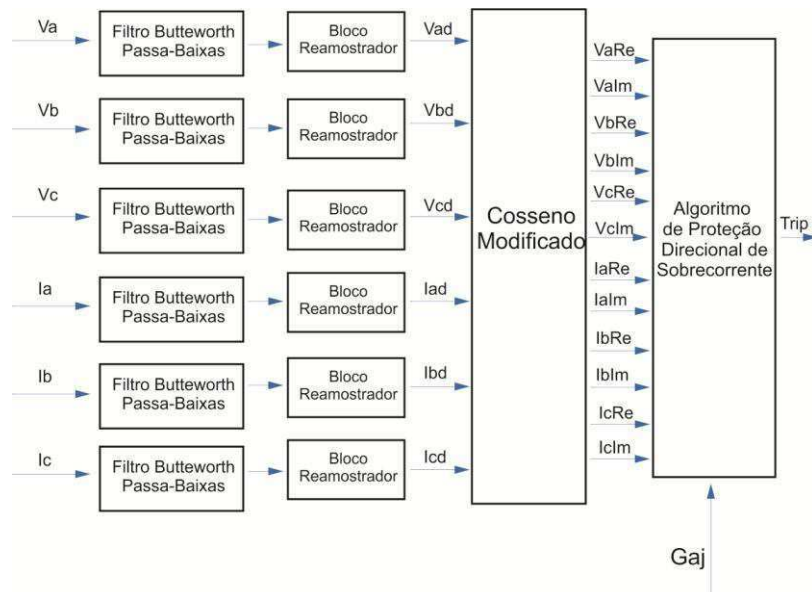 Va
Filtro Butteworth
Passa-Baixas
Bloco
Reamostrador
Vad
Vb
Filtro Butteworth
Passa-Baixas
Bloco
Reamostrador
Vbd
Vc
Filtro Butteworth
Passa-Baixas
Bloco
Reamostrador
Vcd
Ia
Filtro Butteworth
Passa-Baixas
Bloco
Reamostrador
Iad
Ib
Filtro Butteworth
Passa-Baixas
Bloco
Reamostrador
Ibd
Ic
Filtro Butteworth
Passa-Baixas
Bloco
Reamostrador
Icd
Cosseno
Modificado
VaRe
VaIm
VbRe
VbIm
VcRe
VcIm
IaRe
IaIm
IbRe
IbIm
IcRe
IcIm
Algoritmo
de Proteção
Direcional de
Sobrecorrente
Trip
Gaj